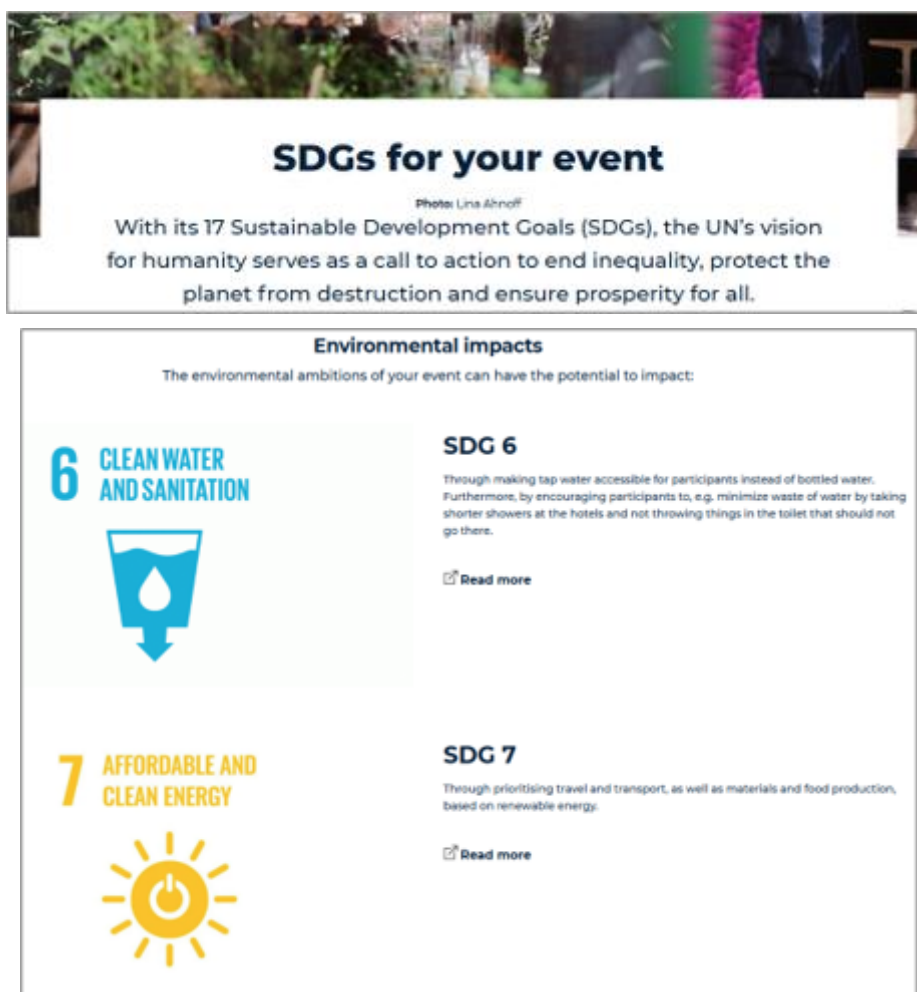 SDGs for your event
Photo: Lina Ahnoff
With its 17 Sustainable Development Goals (SDGs), the UN's vision
for humanity serves as a call to action to end inequality, protect the
planet from destruction and ensure prosperity for all.
Environmental impacts
The environmental ambitions of your event can have the potential to impact:
6 CLEAN WATER
AND SANITATION
SDG 6
Through making tap water accessible for participants instead of bottled water.
Furthermore, by encouraging participants to, e.g. minimize waste of water by taking
shorter showers at the hotels and not throwing things in the toilet that should not
go there.
Read more
7 AFFORDABLE AND
CLEAN ENERGY
SDG 7
Through prioritising travel and transport, as well as materials and food production,
based on renewable energy.
Read more